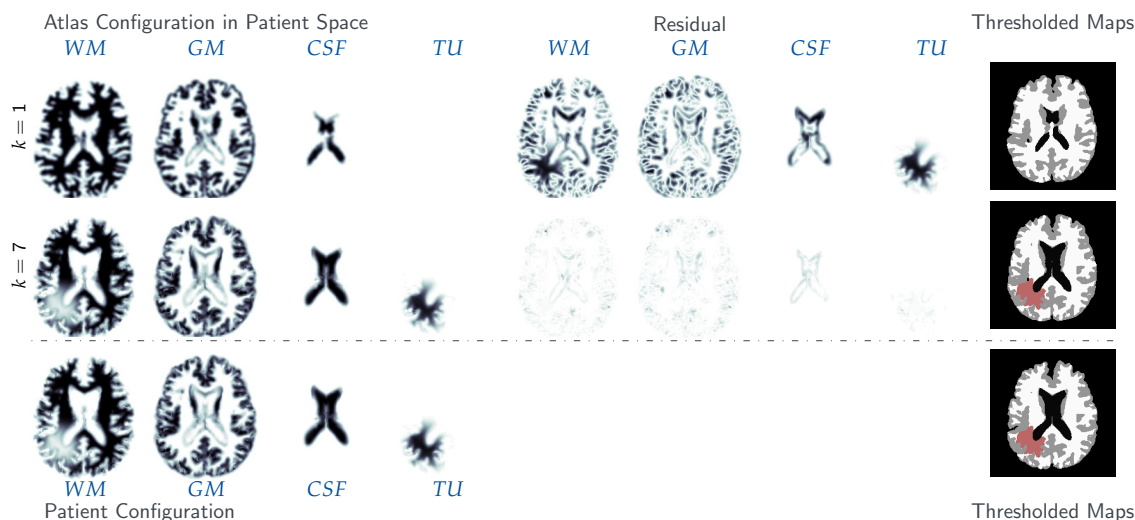 Atlas Configuration in Patient Space Residual Thresholded Maps
WM GM CSF TU WM GM CSF TU
k = 1
k = 7
WM GM CSF TU
Patient Configuration Thresholded Maps